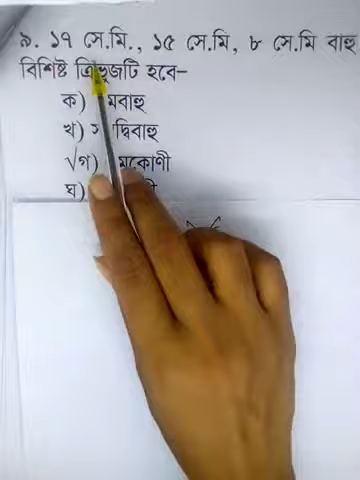 ৯. ১৭ সে.মি., ১৫ সে.মি, ৮ সে.মি বাহু
বিশিষ্ট ত্রিভুজটি হবে–
ক) মবাহু
খ) স দ্বিবাহু
√গ) মকোণী
ঘ)